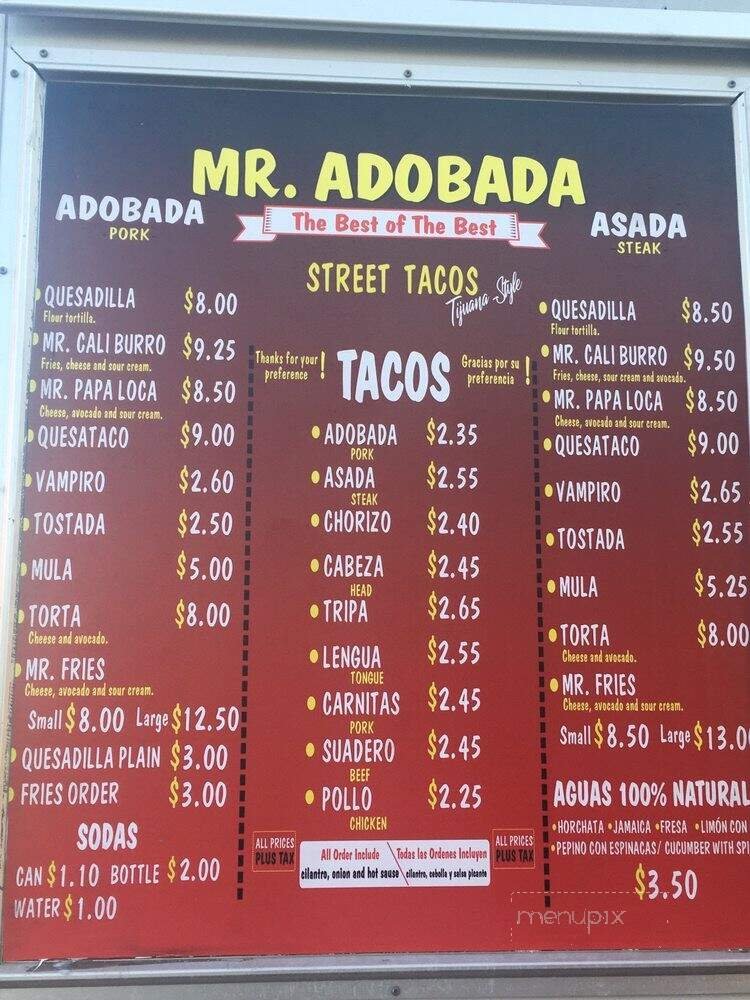 MR. ADOBADA
The Best of The Best
STREET TACOS
Tijuana Style
ADOBADA
PORK
QUESADILLA $8.00
Flour tortilla.
MR. CALI BURRO $9.25
Fries, cheese and sour cream.
MR. PAPA LOCA $8.50
Cheese, avocado and sour cream.
QUESATACO $9.00
VAMPIRO $2.60
TOSTADA $2.50
MULA $5.00
TORTA $8.00
Cheese and avocado.
MR. FRIES
Cheese, avocado and sour cream.
Small $8.00 Large $12.50
QUESADILLA PLAIN $3.00
FRIES ORDER $3.00
SODAS
CAN $1.10 BOTTLE $2.00
WATER $1.00
Thanks for your
preference!
TACOS
Gracias por su
preferencia!
ADOBADA $2.35
PORK
ASADA $2.55
STEAK
CHORIZO $2.40
CABEZA $2.45
HEAD
TRIPA $2.65
LENGUA $2.55
TONGUE
CARNITAS $2.45
PORK
SUADERO $2.45
BEEF
POLLO $2.25
CHICKEN
ALL PRICES
PLUS TAX
All Order Include
cilantro, onion and hot sause
Todas las Ordenes Incluyen
cilantro, cebolla y salsa picante
ALL PRICES
PLUS TAX
ASADA
STEAK
QUESADILLA $8.50
Flour tortilla.
MR. CALI BURRO $9.50
Fries, cheese, sour cream and avocado.
MR. PAPA LOCA $8.50
Cheese, avocado and sour cream.
QUESATACO $9.00
VAMPIRO $2.65
TOSTADA $2.55
MULA $5.25
TORTA $8.00
Cheese and avocado.
MR. FRIES
Cheese, avocado and sour cream.
Small $8.50 Large $13.0
AGUAS 100% NATURAL
•HORCHATA •JAMAICA •FRESA •LIMÓN CON
•PEPINO CON ESPINACAS/ CUCUMBER WITH SPI
$3.50
menupix